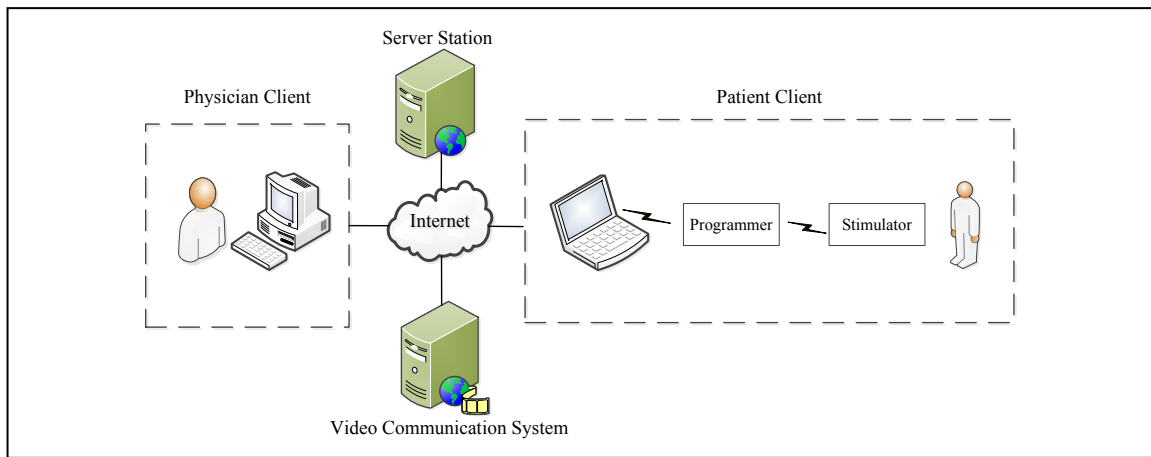 Server Station
Physician Client
Patient Client
Internet
Programmer
Stimulator
Video Communication System